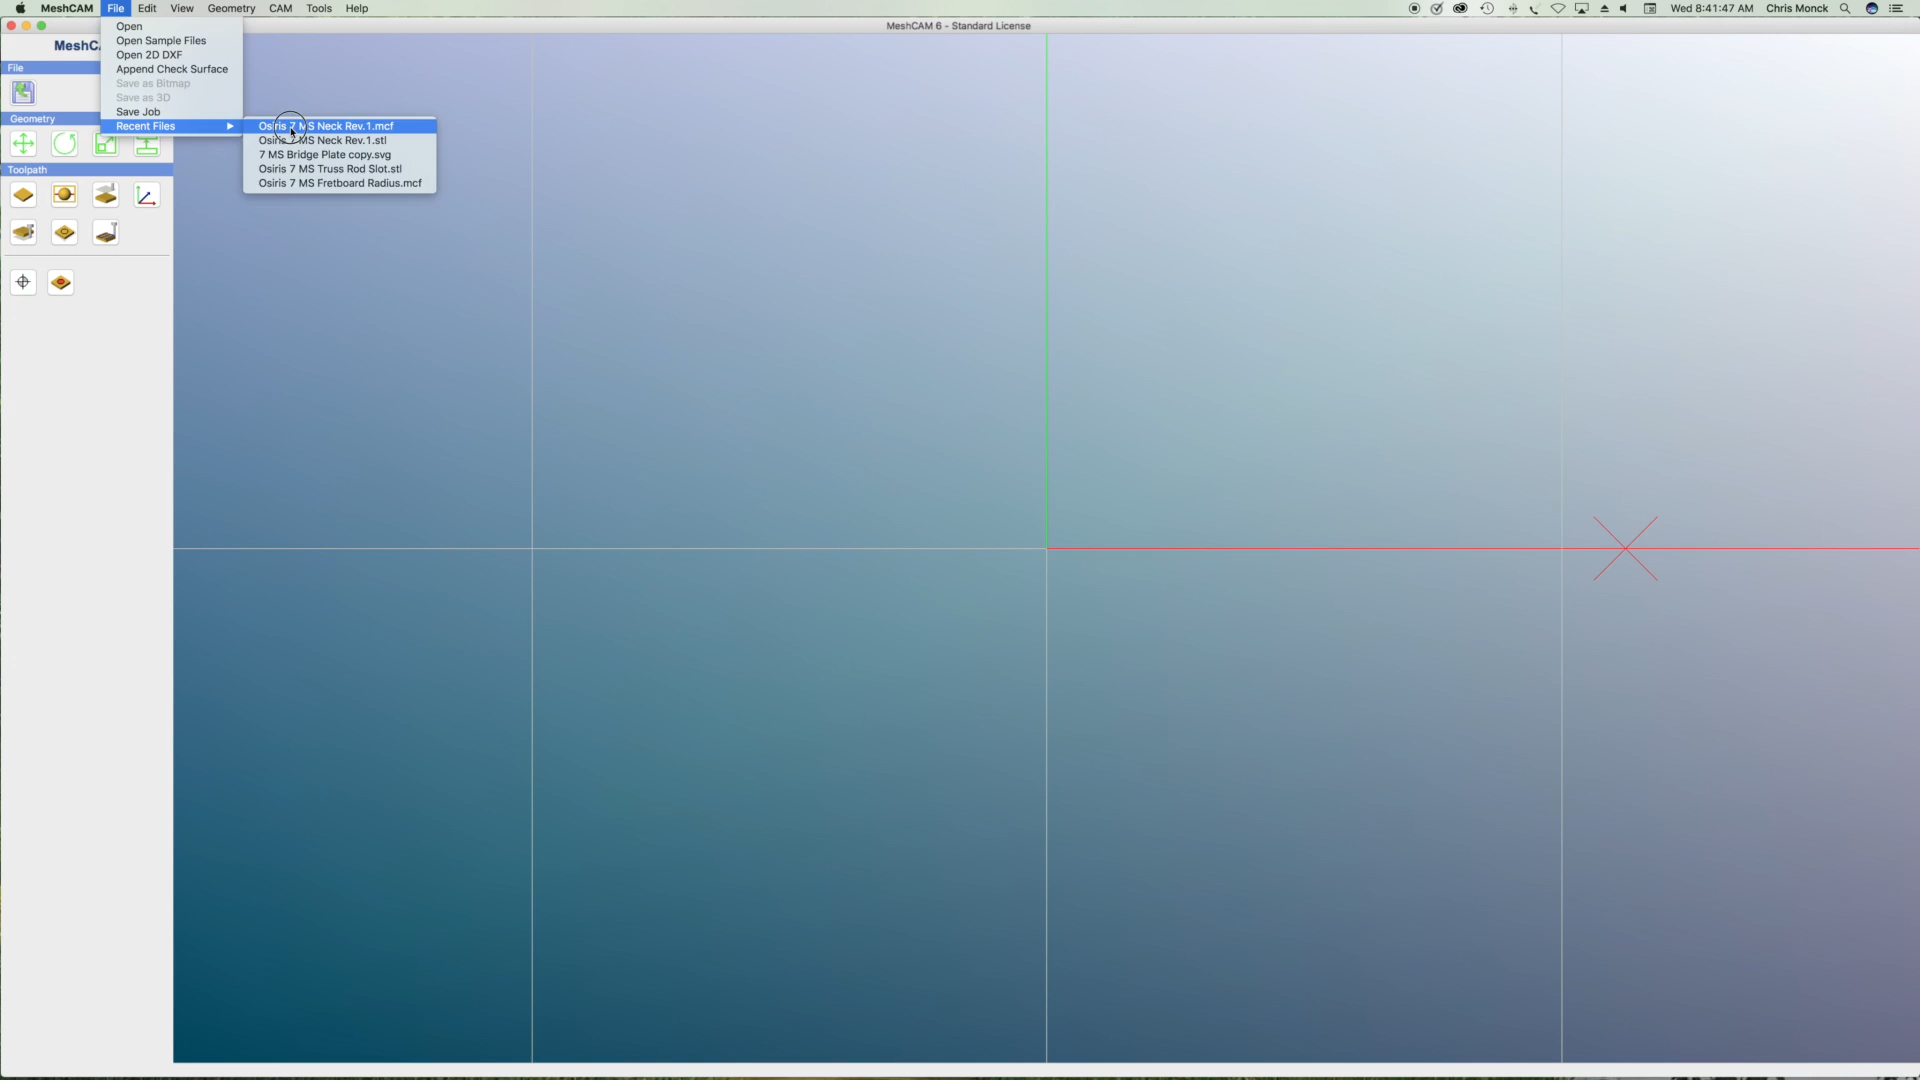 MeshCAM File Edit View Geometry CAM Tools Help Wed 8:41:47 AM Chris Monck
MeshCAM 6 - Standard License
Open
Open Sample Files
Open 2D DXF
Append Check Surface
Save as Bitmap
Save as 3D
Save Job
Recent Files
Osiris 7 MS Neck Rev.1.mcf
Osiris 7 MS Neck Rev.1.stl
7 MS Bridge Plate copy.svg
Osiris 7 MS Truss Rod Slot.stl
Osiris 7 MS Fretboard Radius.mcf
MeshCA
File
Geometry
Toolpath